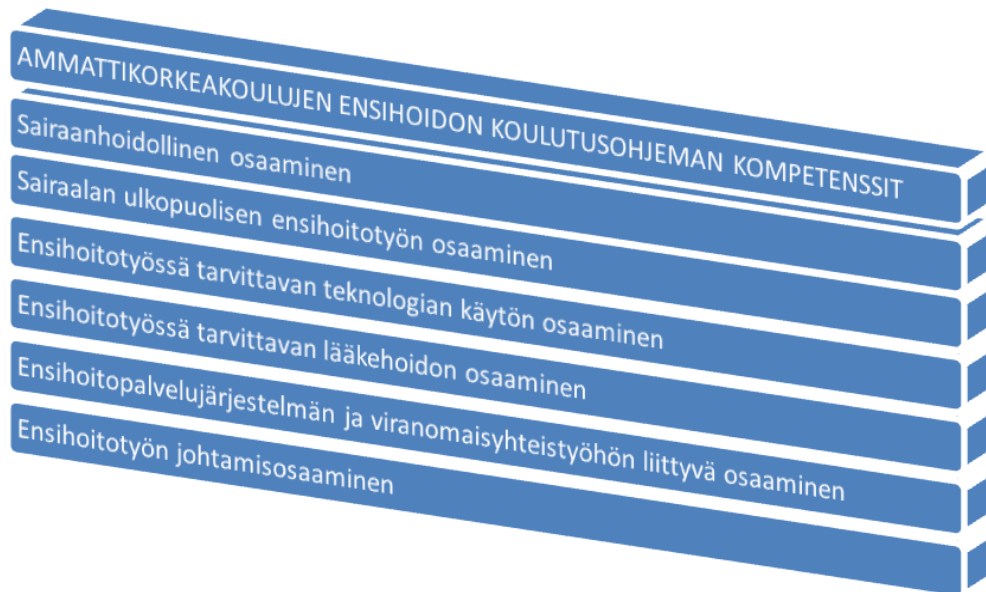 AMMATTIKORKEAKOULUJEN ENSIHOIDON KOULUTUSOHJEMAN KOMPETENSSIT
Sairaanhoidollinen osaaminen
Sairaalan ulkopuolisen ensihoitotyön osaaminen
Ensihoitotyössä tarvittavan teknologian käytön osaaminen
Ensihoitotyössä tarvittavan lääkehoidon osaaminen
Ensihoitopalvelujärjestelmän ja viranomaisyhteistyöhön liittyvä osaaminen
Ensihoitotyön johtamisosaaminen